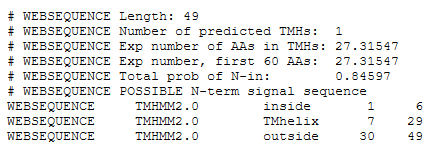 # WEBSEQUENCE Length: 49
# WEBSEQUENCE Number of predicted TMHs:  1
# WEBSEQUENCE Exp number of AAs in TMHs: 27.31547
# WEBSEQUENCE Exp number, first 60 AAs:  27.31547
# WEBSEQUENCE Total prob of N-in:        0.84597
# WEBSEQUENCE POSSIBLE N-term signal sequence
WEBSEQUENCE     TMHMM2.0        inside       1     6
WEBSEQUENCE     TMHMM2.0        TMhelix      7    29
WEBSEQUENCE     TMHMM2.0        outside     30    49